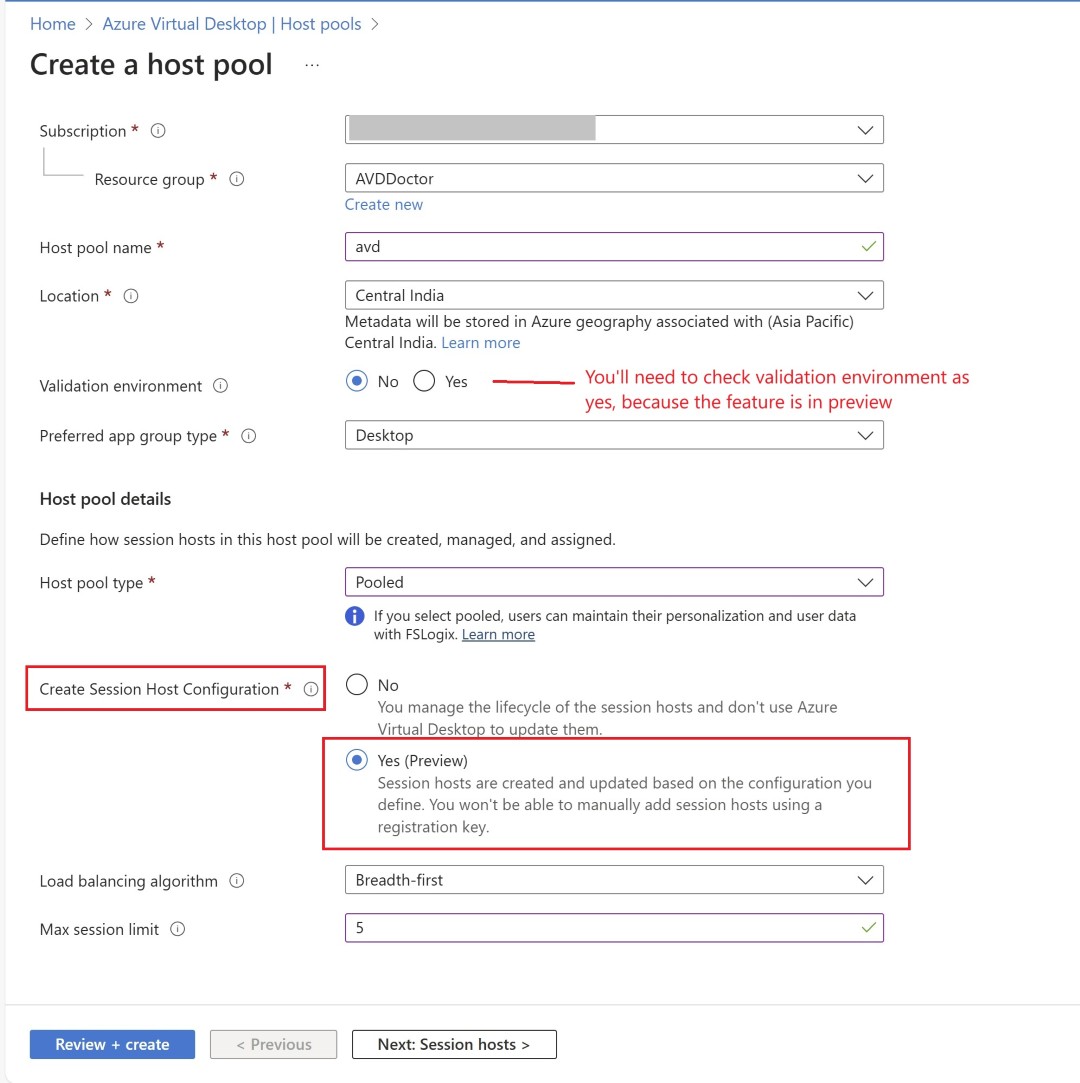 Home > Azure Virtual Desktop | Host pools >
Create a host pool ...
Subscription *
Resource group *
AVDDoctor
Create new
Host pool name *
avd
Location *
Central India
Metadata will be stored in Azure geography associated with (Asia Pacific)
Central India. Learn more
Validation environment
No
Yes
You'll need to check validation environment as
yes, because the feature is in preview
Preferred app group type *
Desktop
Host pool details
Define how session hosts in this host pool will be created, managed, and assigned.
Host pool type *
Pooled
If you select pooled, users can maintain their personalization and user data
with FSLogix. Learn more
Create Session Host Configuration *
No
You manage the lifecycle of the session hosts and don't use Azure
Virtual Desktop to update them.
Yes (Preview)
Session hosts are created and updated based on the configuration you
define. You won't be able to manually add session hosts using a
registration key.
Load balancing algorithm
Breadth-first
Max session limit
5
Review + create
< Previous
Next: Session hosts >